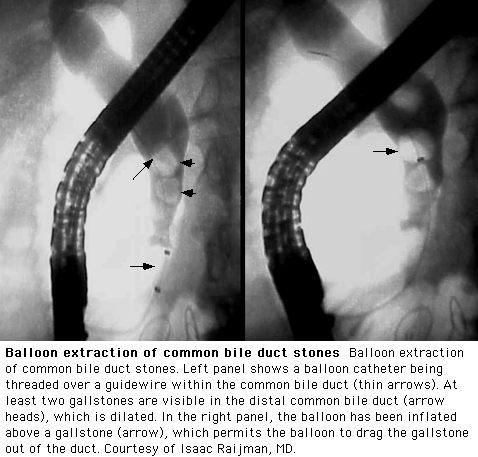 Balloon extraction of common bile duct stones Balloon extraction
of common bile duct stones. Left panel shows a balloon catheter being
threaded over a guidewire within the common bile duct (thin arrows). At
least two gallstones are visible in the distal common bile duct (arrow
heads), which is dilated. In the right panel, the balloon has been inflated
above a gallstone (arrow), which permits the balloon to drag the gallstone
out of the duct. Courtesy of Isaac Raijman, MD.